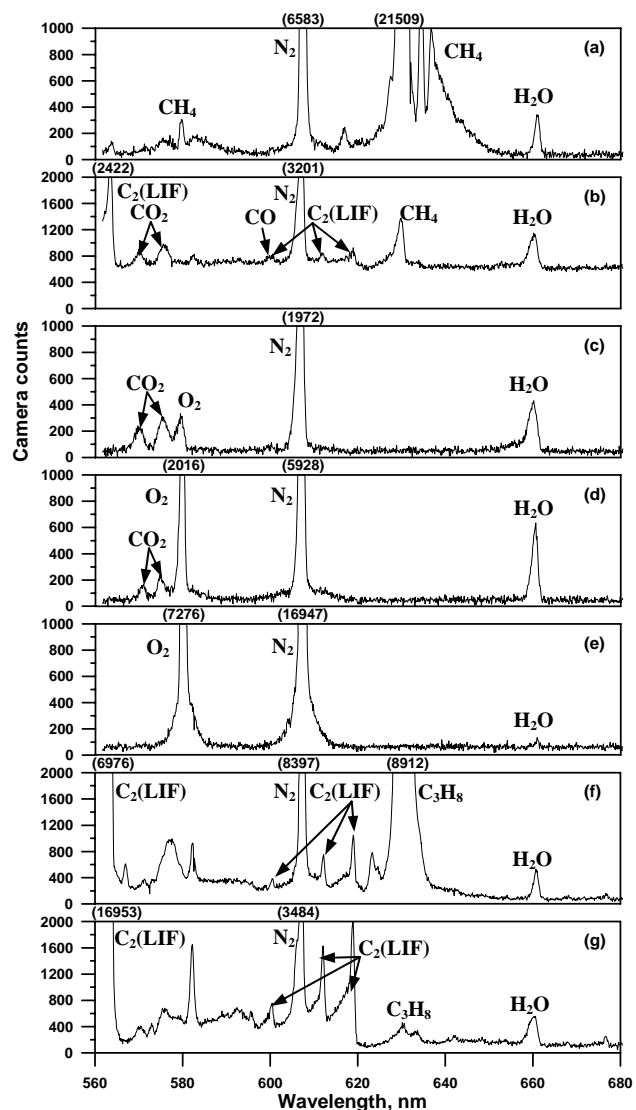 (6583) (21509)
1000 N₂ CH₄ (a)
800
600 H₂O
400 CH₄
200
0
(2422) (3201)
2000 C₂(LIF) N₂ (b)
1600 CO₂ CO C₂(LIF) CH₄ H₂O
1200
800
400
0
(1972)
1000 N₂ (c)
800
600 CO₂ O₂ H₂O
400
200
0
(2016) (5928)
1000 O₂ N₂ (d)
800 H₂O
600 CO₂
400
200
0
(7276) (16947)
1000 O₂ N₂ (e)
800
600
400
200 H₂O
0
(6976) (8397) (8912)
2000 C₂(LIF) N₂ C₂(LIF) C₃H₈ (f)
1600
1200
800 H₂O
400
0
(16953) (3484)
2000 C₂(LIF) N₂ (g)
1600 C₂(LIF)
1200
800 C₃H₈ H₂O
400
0
560 580 600 620 640 660 680
Wavelength, nm
Camera counts